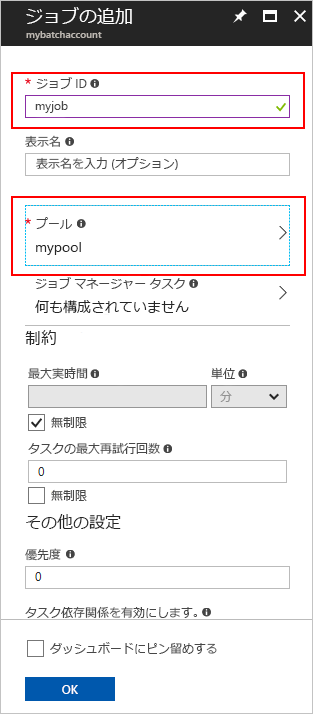 ジョブの追加
mybatchaccount
* ジョブ ID
myjob
表示名
表示名を入力 (オプション)
* プール
mypool
ジョブ マネージャー タスク
何も構成されていません
制約
最大実時間 単位
分
無制限
タスクの最大再試行回数
0
無制限
その他の設定
優先度
0
タスク依存関係を有効にします。
ダッシュボードにピン留めする
OK